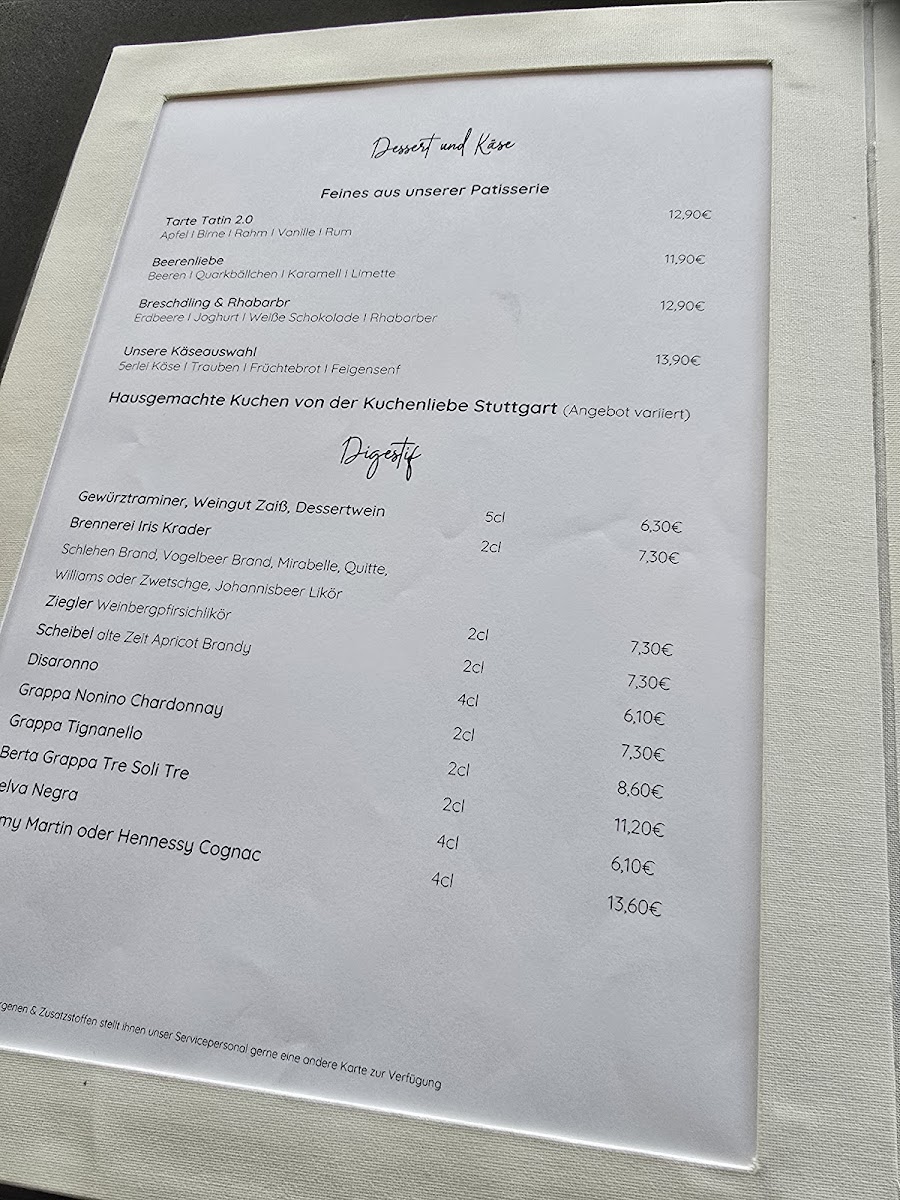 Dessert und Käse
Feines aus unserer Patisserie
Tarte Tatin 2.0 12,90€
Apfel I Birne I Rahm I Vanille I Rum
Beerenliebe 11,90€
Beeren I Quarkbällchen I Karamell I Limette
Breschdling & Rhabarbr 12,90€
Erdbeere I Joghurt I Weiße Schokolade I Rhabarber
Unsere Käseauswahl 13,90€
5erlei Käse I Trauben I Früchtebrot I Feigensenf
Hausgemachte Kuchen von der Kuchenliebe Stuttgart (Angebot variiert)
Digestif
Gewürztraminer, Weingut Zaiß, Dessertwein 5cl 6,30€
Brennerei Iris Krader 2cl 7,30€
Schlehen Brand, Vogelbeer Brand, Mirabelle, Quitte,
Williams oder Zwetschge, Johannisbeer Likör
Ziegler Weinbergpfirsichlikör 2cl 7,30€
Scheibel alte Zeit Apricot Brandy 2cl 7,30€
Disaronno 4cl 6,10€
Grappa Nonino Chardonnay 2cl 7,30€
Grappa Tignanello 2cl 8,60€
Berta Grappa Tre Soli Tre 2cl 11,20€
elva Negra 4cl 6,10€
my Martin oder Hennessy Cognac 4cl 13,60€
rgenen & Zusatzstoffen stellt ihnen unser Servicepersonal gerne eine andere Karte zur Verfügung